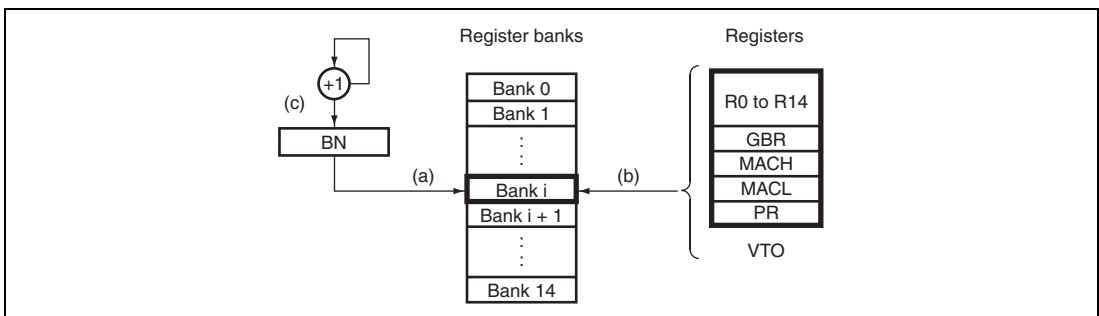 Register banks
Registers
+1
(c)
BN
(a)
Bank 0
Bank 1
:
:
Bank i
Bank i + 1
:
:
Bank 14
(b)
R0 to R14
GBR
MACH
MACL
PR
VTO